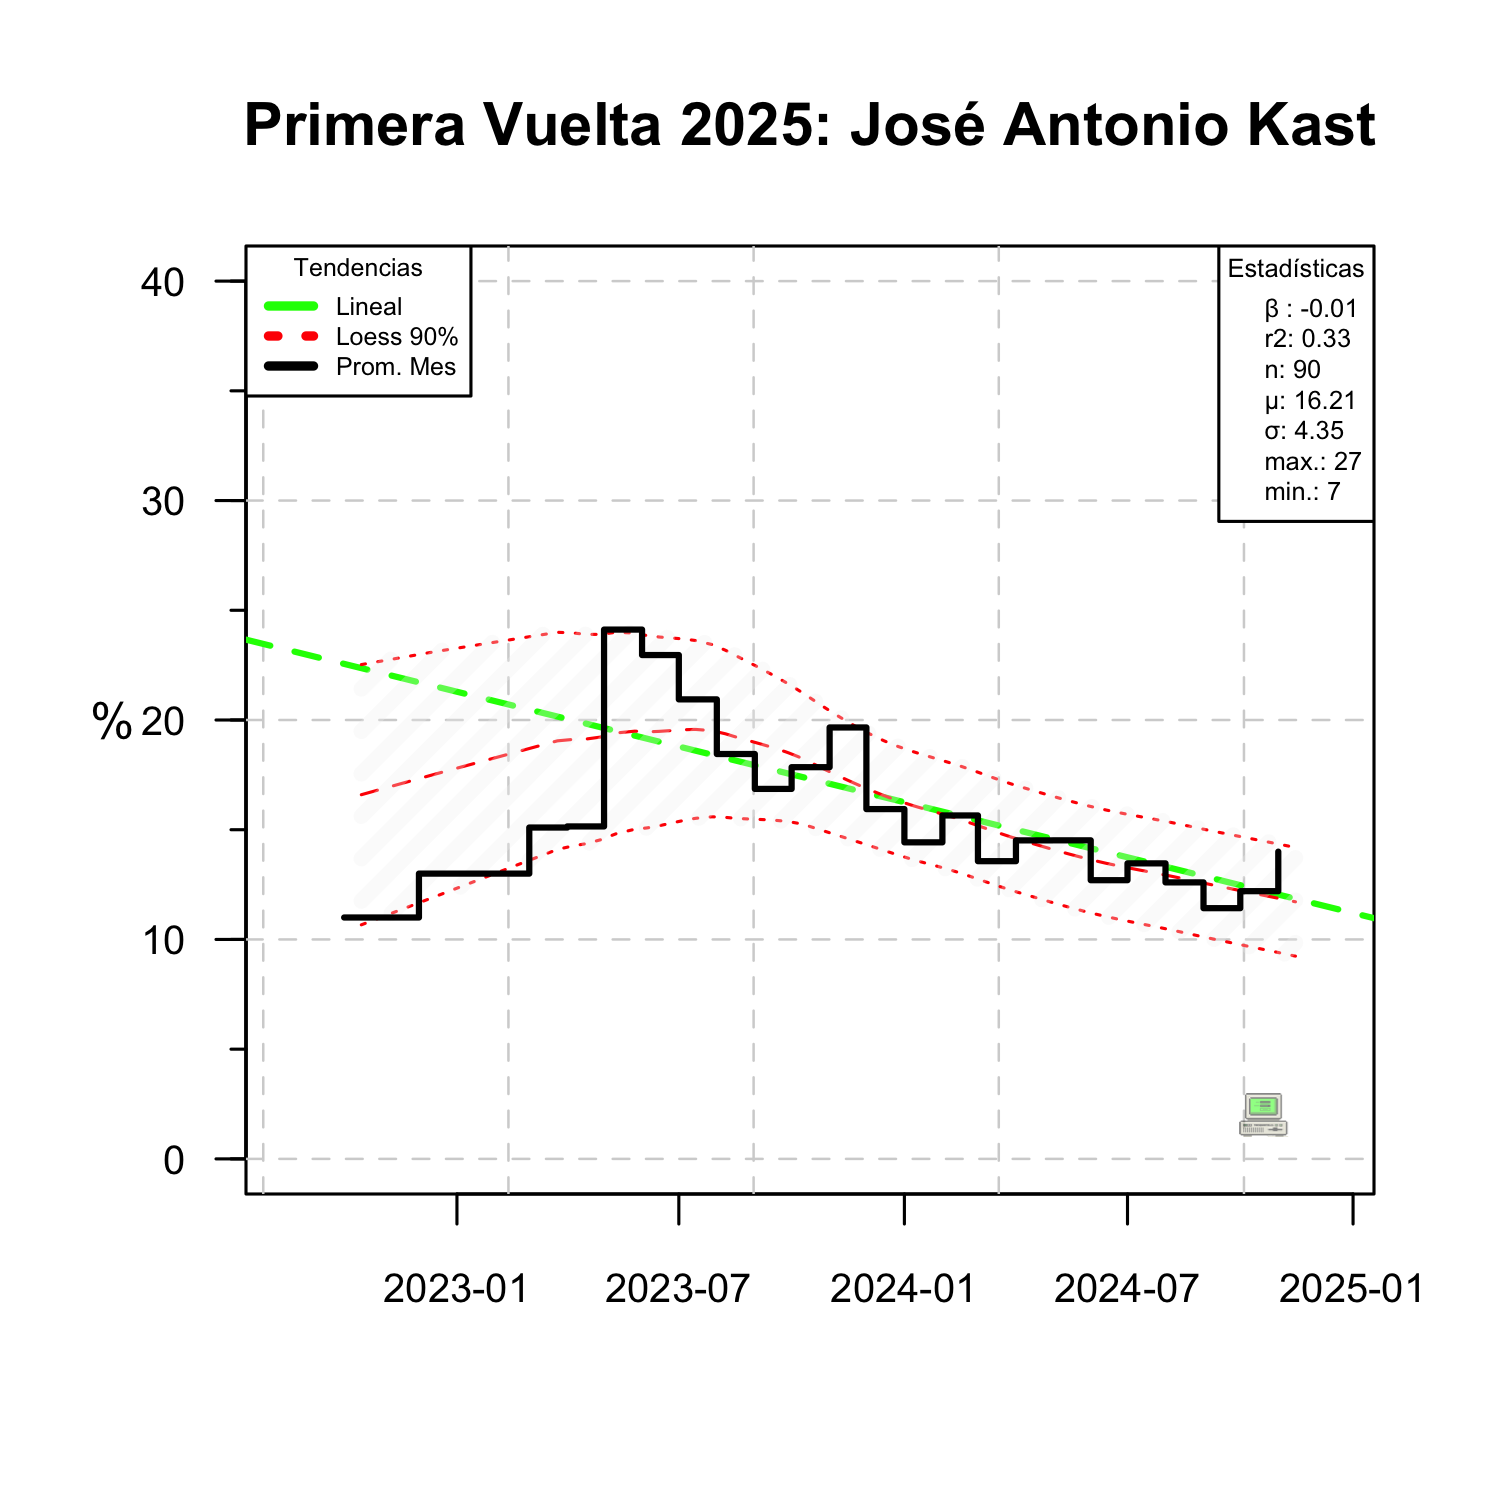 Primera Vuelta 2025: José Antonio Kast
Tendencias
Lineal
Loess 90%
Prom. Mes
Estadísticas
β : -0.01
r2: 0.33
n: 90
μ: 16.21
σ: 4.35
max.: 27
min.: 7
40
30
20
10
0
%
2023-01
2023-07
2024-01
2024-07
2025-01